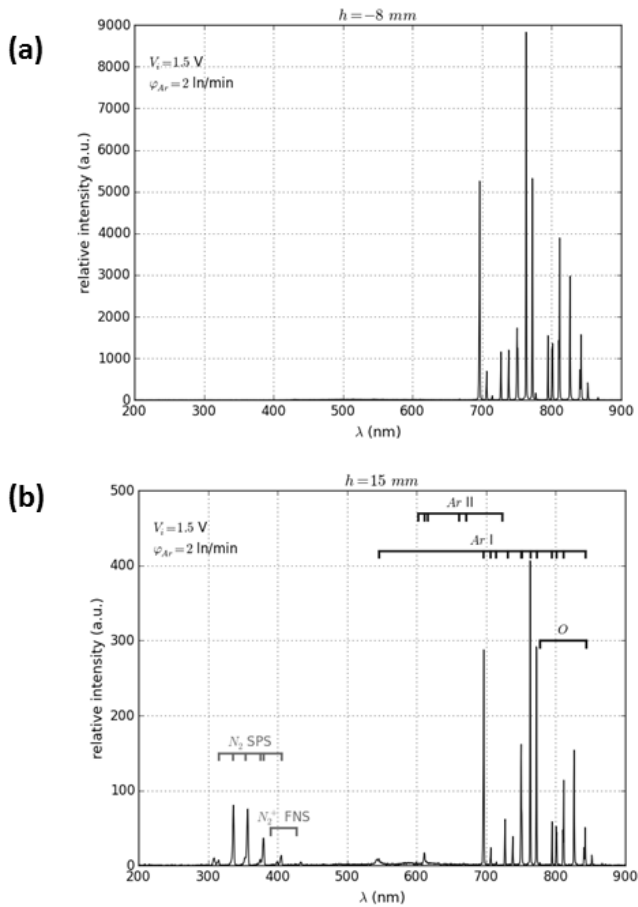 (a)
h=−8 mm
V_i=1.5 V
φ_Ar=2 ln/min
relative intensity (a.u.)
9000
8000
7000
6000
5000
4000
3000
2000
1000
0
200 300 400 500 600 700 800 900
λ (nm)
(b)
h=15 mm
V_i=1.5 V
φ_Ar=2 ln/min
Ar II
Ar I
O
N₂ SPS
N₂⁺ FNS
relative intensity (a.u.)
500
400
300
200
100
0
200 300 400 500 600 700 800 900
λ (nm)